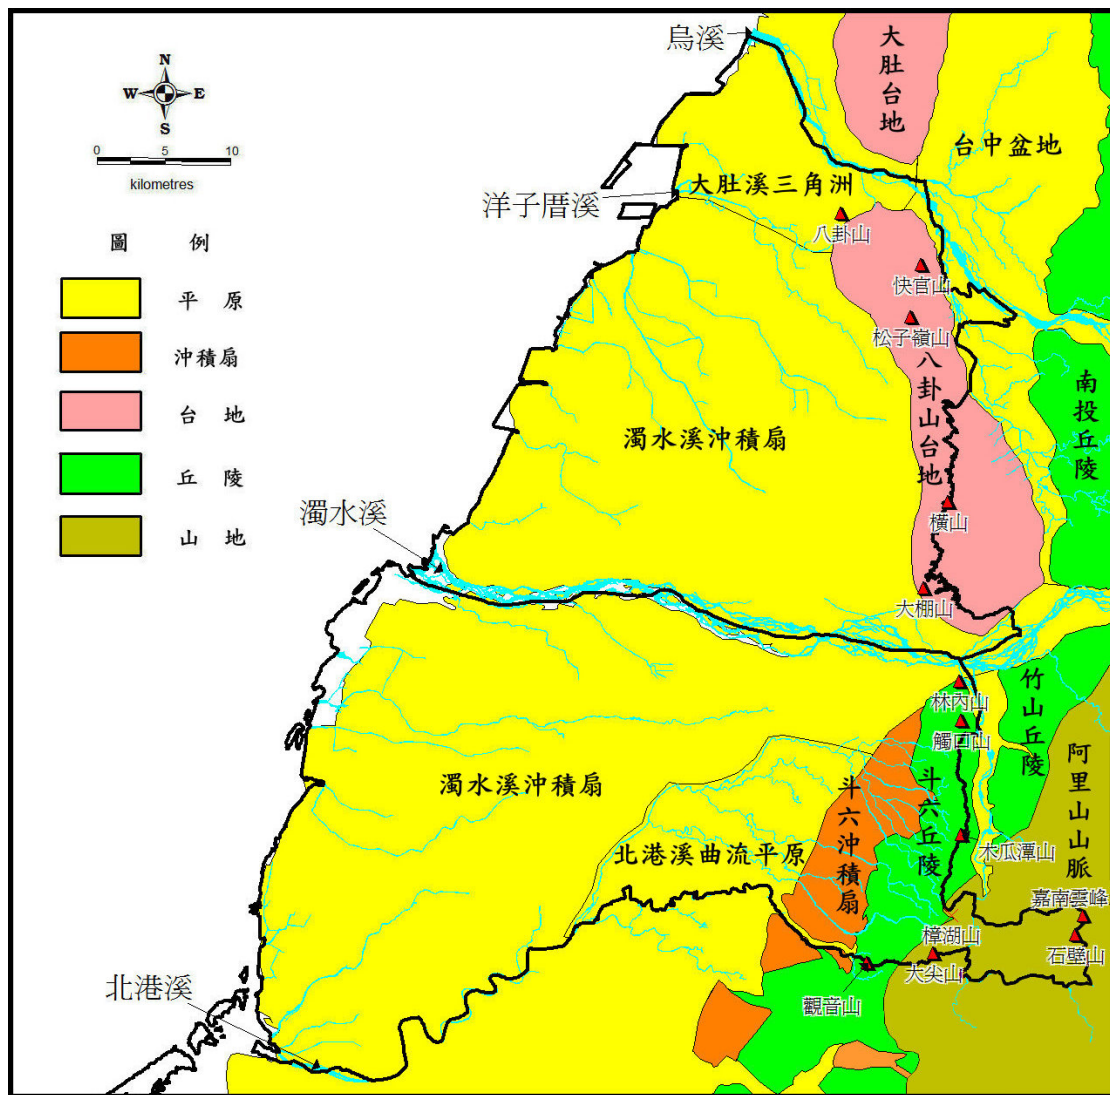 烏溪
大肚台地
N
W
E
S
0
5
10
kilometres
台中盆地
大肚溪三角洲
洋子厝溪
八卦山
圖 例
快官山
平 原
松子嶺山
沖積扇
八卦山台地
南投丘陵
台 地
濁水溪沖積扇
丘 陵
濁水溪
橫山
山 地
大棚山
竹山丘陵
林內山
觸口山
阿里山山脈
濁水溪沖積扇
斗六沖積扇
斗六丘陵
木瓜潭山
北港溪曲流平原
嘉南雲峰
樟湖山
石壁山
大尖山
北港溪
觀音山